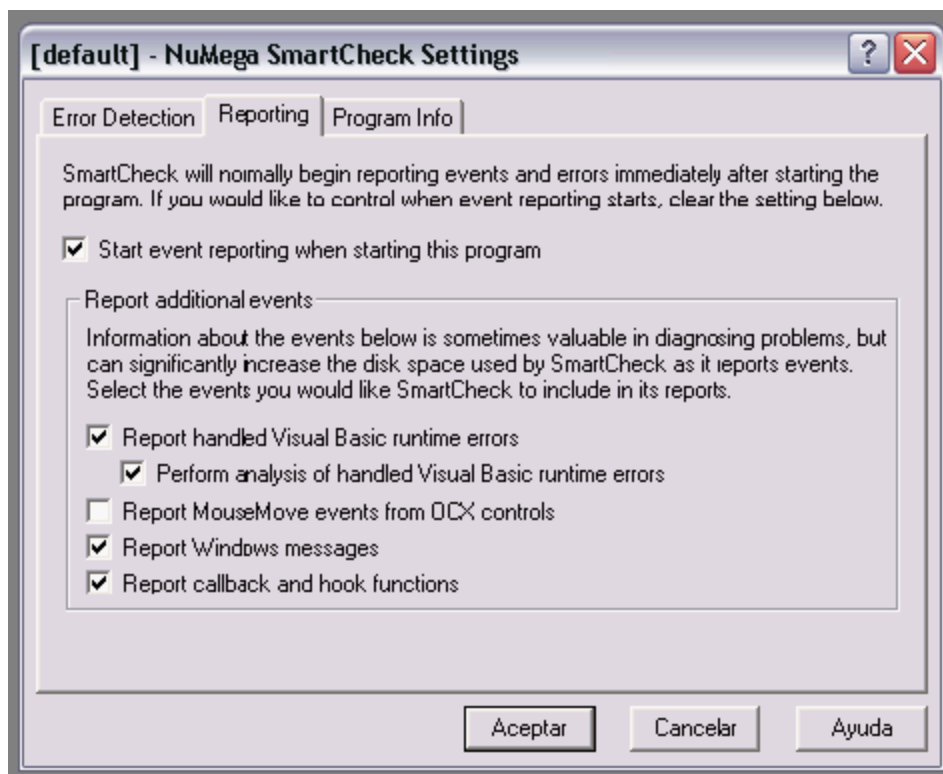 [default] - NuMega SmartCheck Settings
Error Detection
Reporting
Program Info
SmartCheck will normally begin reporting events and errors immediately after starting the
program. If you would like to control when event reporting starts, clear the setting below.
Start event reporting when starting this program
Report additional events
Information about the events below is sometimes valuable in diagnosing problems, but
can significantly increase the disk space used by SmartCheck as it reports events.
Select the events you would like SmartCheck to include in its reports.
Report handled Visual Basic runtime errors
Perform analysis of handled Visual Basic runtime errors
Report MouseMove events from OCX controls
Report Windows messages
Report callback and hook functions
Aceptar
Cancelar
Ayuda